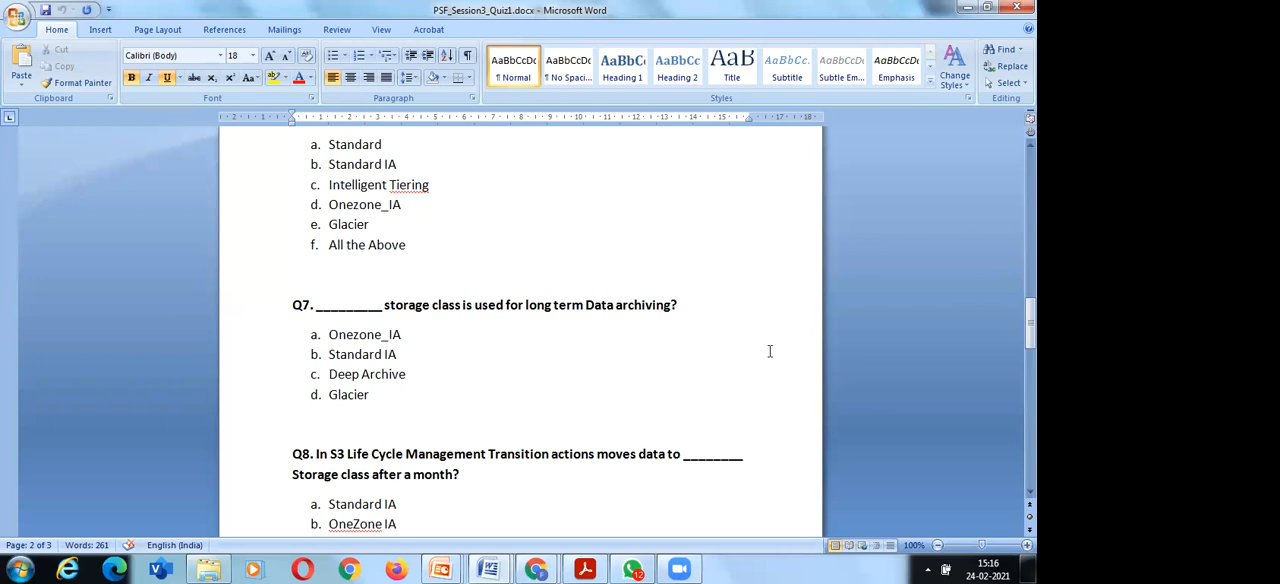 PSF_Session3_Quiz1.docx - Microsoft Word
Home Insert Page Layout References Mailings Review View Acrobat
Paste
Cut
Copy
Format Painter
Clipboard
Calibri (Body) 18
Font
Paragraph
AaBbCcDc AaBbCcDc AaBbC AaBbCc AaB AaBbCc. AaBbCcDc AaBbCcDc
¶ Normal ¶ No Spaci... Heading 1 Heading 2 Title Subtitle Subtle Em... Emphasis
Change
Styles
Styles
Find
Replace
Select
Editing
a. Standard
b. Standard IA
c. Intelligent Tiering
d. Onezone_IA
e. Glacier
f. All the Above
Q7. _________ storage class is used for long term Data archiving?
a. Onezone_IA
b. Standard IA
c. Deep Archive
d. Glacier
Q8. In S3 Life Cycle Management Transition actions moves data to ________
Storage class after a month?
a. Standard IA
b. OneZone IA
Page: 2 of 3 Words: 261 English (India) 100%
15:16
24-02-2021